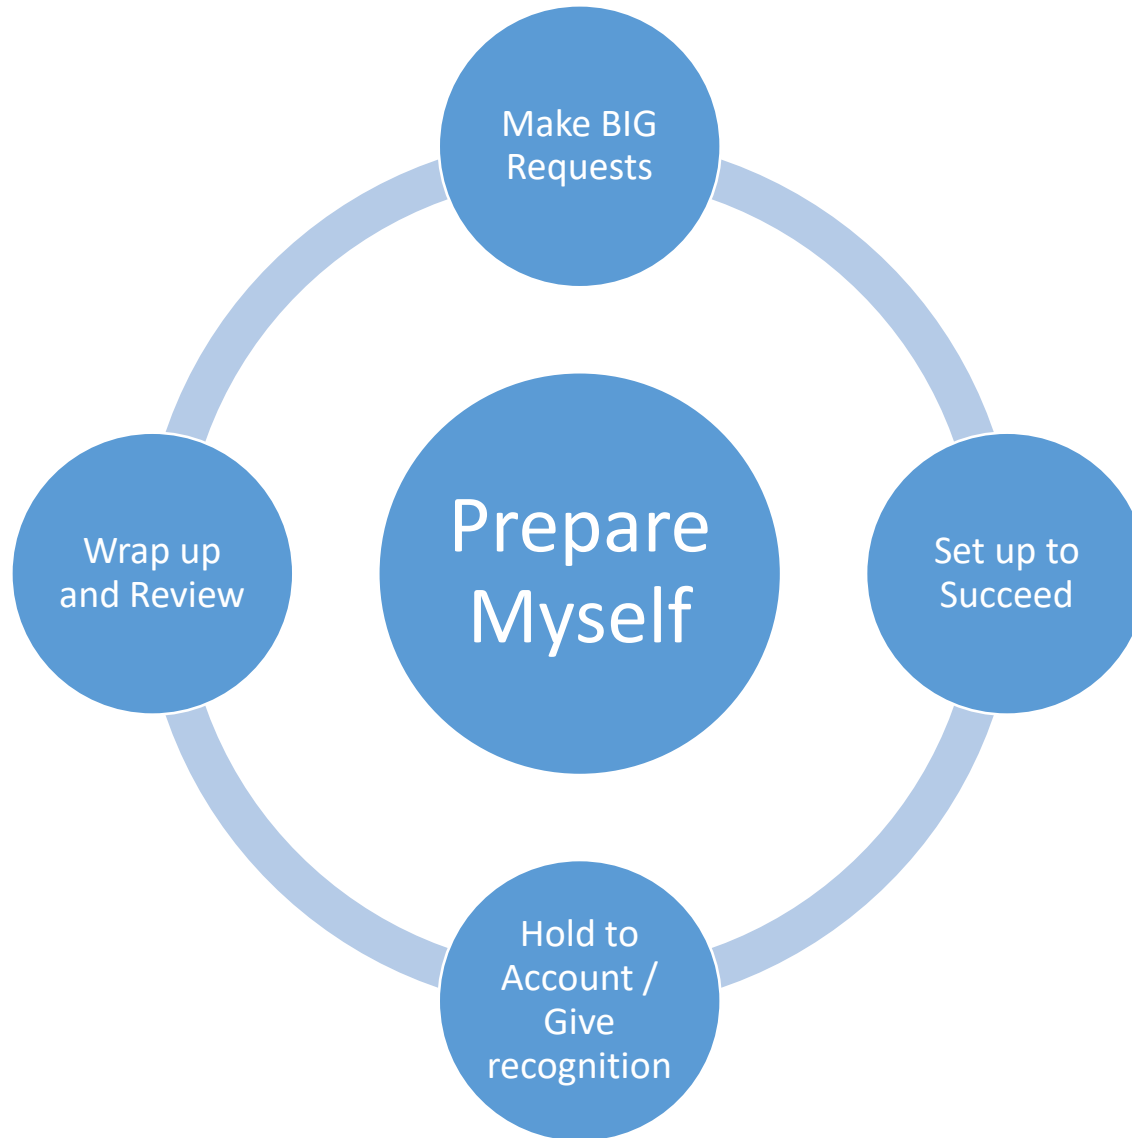 Make BIG
Requests
Prepare
Myself
Wrap up
and Review
Set up to
Succeed
Hold to
Account /
Give
recognition